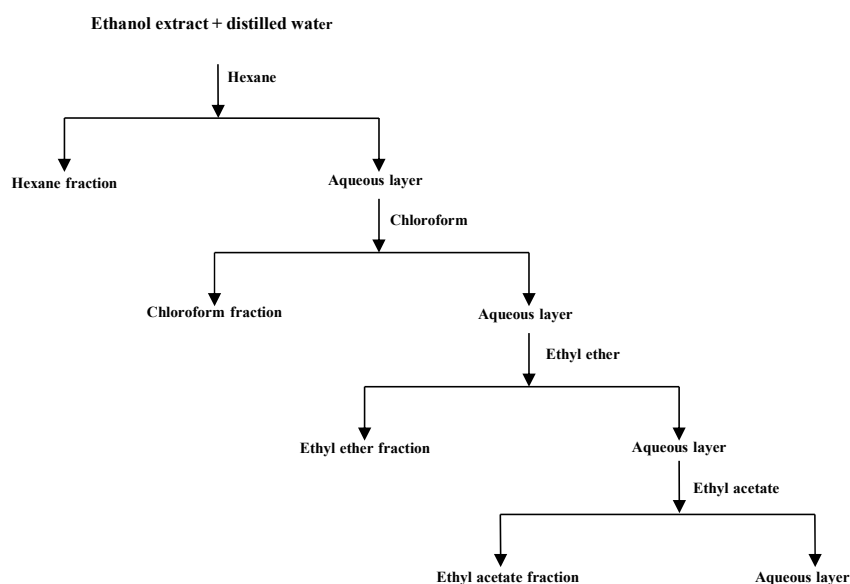 Ethanol extract + distilled water
Hexane
Hexane fraction
Aqueous layer
Chloroform
Chloroform fraction
Aqueous layer
Ethyl ether
Ethyl ether fraction
Aqueous layer
Ethyl acetate
Ethyl acetate fraction
Aqueous layer